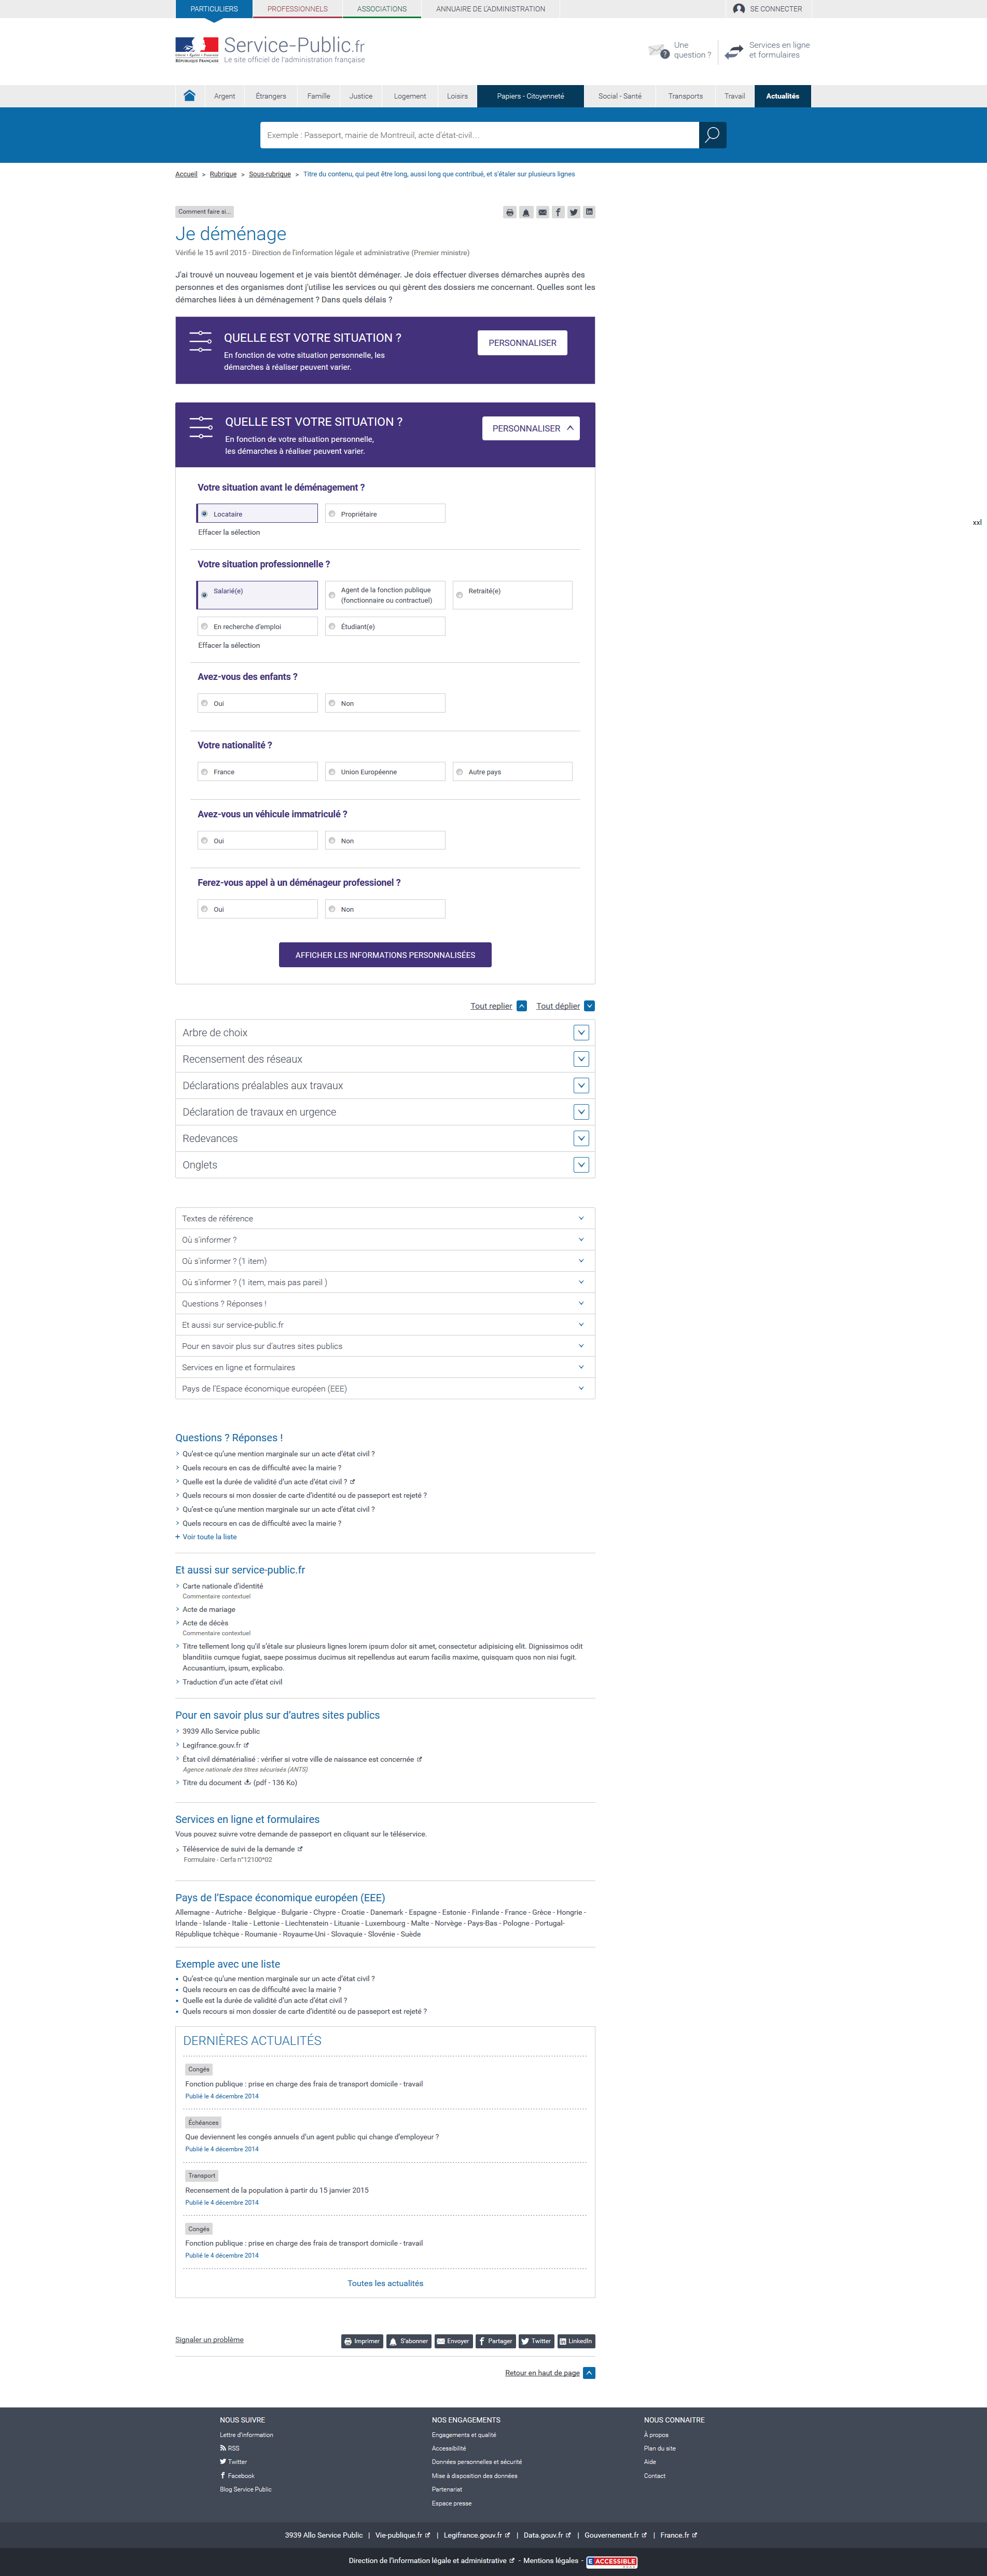 PARTICULIERS PROFESSIONNELS ASSOCIATIONS ANNUAIRE DE L'ADMINISTRATION SE CONNECTER
RÉPUBLIQUE FRANÇAISE
Service-Public.fr
Le site officiel de l'administration française
Une question ?
Services en ligne et formulaires
Argent Étrangers Famille Justice Logement Loisirs Papiers - Citoyenneté Social - Santé Transports Travail Actualités
Exemple : Passeport, mairie de Montreuil, acte d'état-civil…
Accueil > Rubrique > Sous-rubrique > Titre du contenu, qui peut être long, aussi long que contribué, et s'étaler sur plusieurs lignes
Comment faire si...
Je déménage
Vérifié le 15 avril 2015 - Direction de l'information légale et administrative (Premier ministre)
J'ai trouvé un nouveau logement et je vais bientôt déménager. Je dois effectuer diverses démarches auprès des
personnes et des organismes dont j'utilise les services ou qui gèrent des dossiers me concernant. Quelles sont les
démarches liées à un déménagement ? Dans quels délais ?
QUELLE EST VOTRE SITUATION ?
En fonction de votre situation personnelle, les
démarches à réaliser peuvent varier.
PERSONNALISER
QUELLE EST VOTRE SITUATION ?
En fonction de votre situation personnelle,
les démarches à réaliser peuvent varier.
PERSONNALISER
Votre situation avant le déménagement ?
Locataire Propriétaire
Effacer la sélection
xxl
Votre situation professionnelle ?
Salarié(e) Agent de la fonction publique (fonctionnaire ou contractuel) Retraité(e)
En recherche d'emploi Étudiant(e)
Effacer la sélection
Avez-vous des enfants ?
Oui Non
Votre nationalité ?
France Union Européenne Autre pays
Avez-vous un véhicule immatriculé ?
Oui Non
Ferez-vous appel à un déménageur professionel ?
Oui Non
AFFICHER LES INFORMATIONS PERSONNALISÉES
Tout replier Tout déplier
Arbre de choix
Recensement des réseaux
Déclarations préalables aux travaux
Déclaration de travaux en urgence
Redevances
Onglets
Textes de référence
Où s'informer ?
Où s'informer ? (1 item)
Où s'informer ? (1 item, mais pas pareil )
Questions ? Réponses !
Et aussi sur service-public.fr
Pour en savoir plus sur d'autres sites publics
Services en ligne et formulaires
Pays de l'Espace économique européen (EEE)
Questions ? Réponses !
Qu'est-ce qu'une mention marginale sur un acte d'état civil ?
Quels recours en cas de difficulté avec la mairie ?
Quelle est la durée de validité d'un acte d'état civil ?
Quels recours si mon dossier de carte d'identité ou de passeport est rejeté ?
Qu'est-ce qu'une mention marginale sur un acte d'état civil ?
Quels recours en cas de difficulté avec la mairie ?
+ Voir toute la liste
Et aussi sur service-public.fr
Carte nationale d'identité
Commentaire contextuel
Acte de mariage
Acte de décès
Commentaire contextuel
Titre tellement long qu'il s'étale sur plusieurs lignes lorem ipsum dolor sit amet, consectetur adipisicing elit. Dignissimos odit
blanditiis cumque fugiat, saepe possimus ducimus sit repellendus aut earum facilis maxime, quisquam quos non nisi fugit.
Accusantium, ipsum, explicabo.
Traduction d'un acte d'état civil
Pour en savoir plus sur d'autres sites publics
3939 Allo Service public
Legifrance.gouv.fr
État civil dématérialisé : vérifier si votre ville de naissance est concernée
Agence nationale des titres sécurisés (ANTS)
Titre du document (pdf - 136 Ko)
Services en ligne et formulaires
Vous pouvez suivre votre demande de passeport en cliquant sur le téléservice.
Téléservice de suivi de la demande
Formulaire - Cerfa n°12100*02
Pays de l'Espace économique européen (EEE)
Allemagne - Autriche - Belgique - Bulgarie - Chypre - Croatie - Danemark - Espagne - Estonie - Finlande - France - Grèce - Hongrie -
Irlande - Islande - Italie - Lettonie - Liechtenstein - Lituanie - Luxembourg - Malte - Norvège - Pays-Bas - Pologne - Portugal-
République tchèque - Roumanie - Royaume-Uni - Slovaquie - Slovénie - Suède
Exemple avec une liste
Qu'est-ce qu'une mention marginale sur un acte d'état civil ?
Quels recours en cas de difficulté avec la mairie ?
Quelle est la durée de validité d'un acte d'état civil ?
Quels recours si mon dossier de carte d'identité ou de passeport est rejeté ?
DERNIÈRES ACTUALITÉS
Congés
Fonction publique : prise en charge des frais de transport domicile - travail
Publié le 4 décembre 2014
Échéances
Que deviennent les congés annuels d'un agent public qui change d'employeur ?
Publié le 4 décembre 2014
Transport
Recensement de la population à partir du 15 janvier 2015
Publié le 4 décembre 2014
Congés
Fonction publique : prise en charge des frais de transport domicile - travail
Publié le 4 décembre 2014
Toutes les actualités
Signaler un problème Imprimer S'abonner Envoyer Partager Twitter LinkedIn
Retour en haut de page
NOUS SUIVRE
Lettre d'information
RSS
Twitter
Facebook
Blog Service Public
NOS ENGAGEMENTS
Engagements et qualité
Accessibilité
Données personnelles et sécurité
Mise à disposition des données
Partenariat
Espace presse
NOUS CONNAITRE
À propos
Plan du site
Aide
Contact
3939 Allo Service Public | Vie-publique.fr | Legifrance.gouv.fr | Data.gouv.fr | Gouvernement.fr | France.fr
Direction de l'information légale et administrative - Mentions légales - E ACCESSIBLE